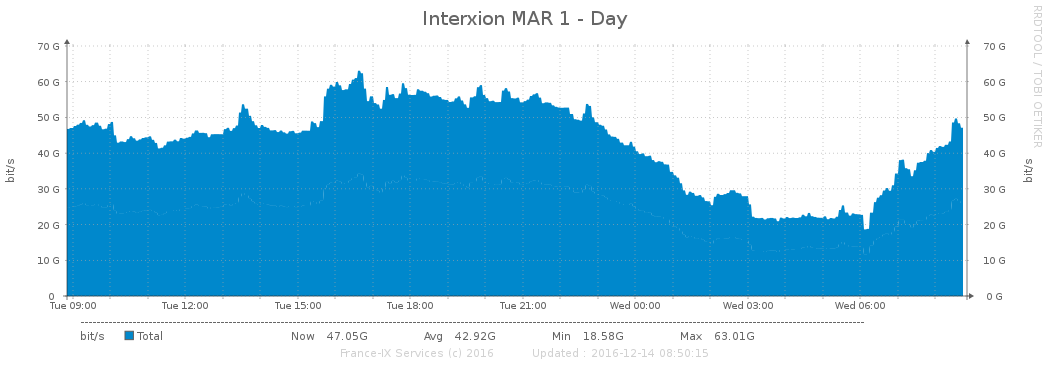 Interxion MAR 1 - Day
RRDTOOL / TOBI OETIKER
70 G 70 G
60 G 60 G
50 G 50 G
40 G 40 G
bit/s bit/s
30 G 30 G
20 G 20 G
10 G 10 G
0 0 G
Tue 09:00 Tue 12:00 Tue 15:00 Tue 18:00 Tue 21:00 Wed 00:00 Wed 03:00 Wed 06:00
bit/s Total Now 47.05G Avg 42.92G Min 18.58G Max 63.01G
France-IX Services (c) 2016 Updated : 2016-12-14 08:50:15